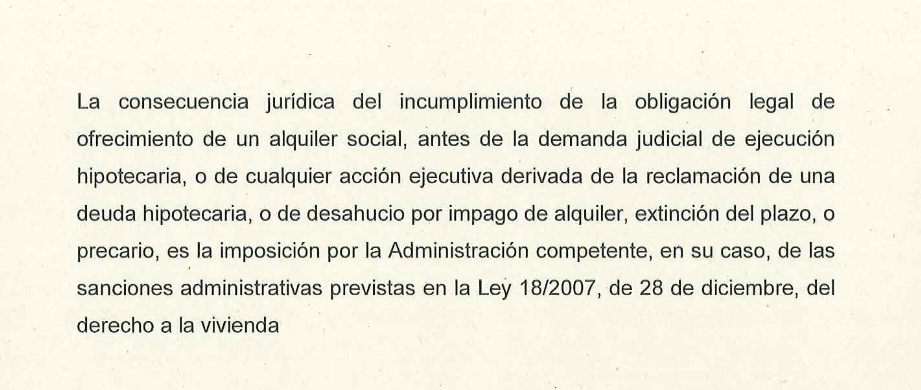 La consecuencia jurídica del incumplimiento de la obligación legal de
ofrecimiento de un alquiler social, antes de la demanda judicial de ejecución
hipotecaria, o de cualquier acción ejecutiva derivada de la reclamación de una
deuda hipotecaria, o de desahucio por impago de alquiler, extinción del plazo, o
precario, es la imposición por la Administración competente, en su caso, de las
sanciones administrativas previstas en la Ley 18/2007, de 28 de diciembre, del
derecho a la vivienda